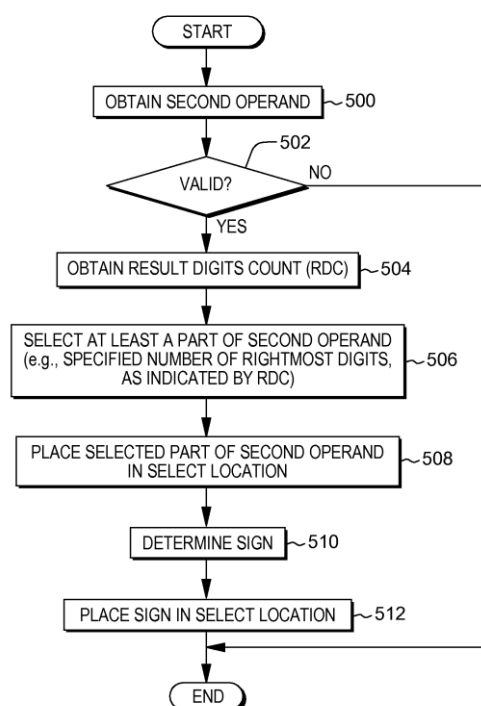 START
OBTAIN SECOND OPERAND
500
502
VALID?
NO
YES
OBTAIN RESULT DIGITS COUNT (RDC)
504
SELECT AT LEAST A PART OF SECOND OPERAND
(e.g., SPECIFIED NUMBER OF RIGHTMOST DIGITS,
AS INDICATED BY RDC)
506
PLACE SELECTED PART OF SECOND OPERAND
IN SELECT LOCATION
508
DETERMINE SIGN
510
PLACE SIGN IN SELECT LOCATION
512
END